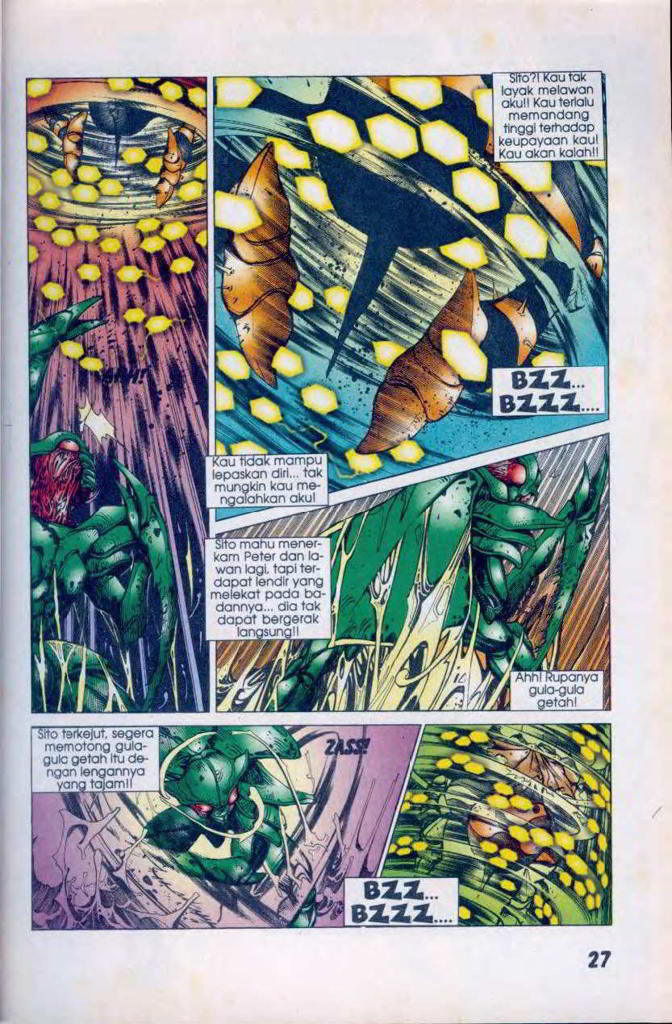 Sito?! Kau tak
layak melawan
aku!! Kau terlalu
memandang
tinggi terhadap
keupayaan kau!
Kau akan kalah!!
BZZ...
BZZZ....
Kau tidak mampu
lepaskan diri... tak
mungkin kau me-
ngalahkan aku!
Sito mahu mener-
kam Peter dan la-
wan lagi, tapi ter-
dapat lendir yang
melekat pada ba-
dannya... dia tak
dapat bergerak
langsung!!
Ahh! Rupanya
gula-gula
getah!
Sito terkejut, segera
memotong gula-
gula getah itu de-
ngan lengannya
yang tajam!!
ZASS!
BZZ...
BZZZ....
27